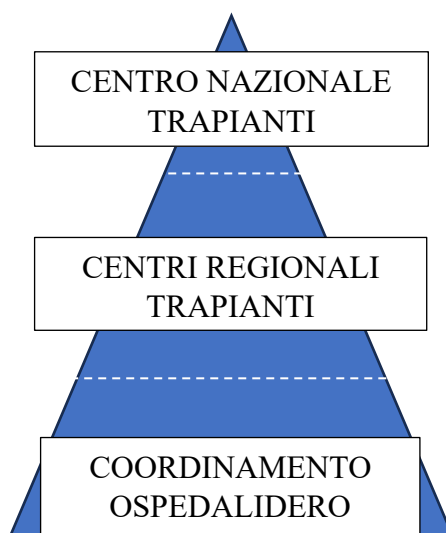 CENTRO NAZIONALE
TRAPIANTI
CENTRI REGIONALI
TRAPIANTI
COORDINAMENTO
OSPEDALIDERO